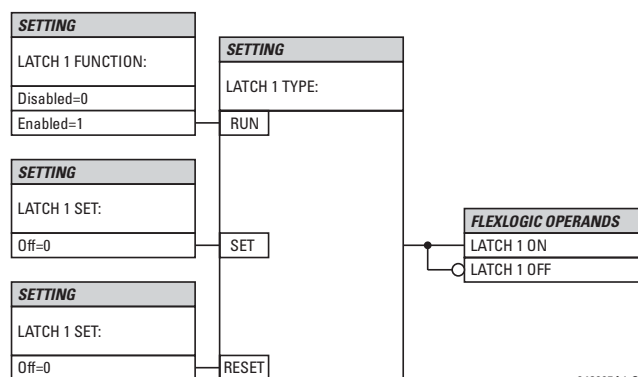 SETTING
LATCH 1 FUNCTION:
Disabled=0
Enabled=1
SETTING
LATCH 1 TYPE:
RUN
SETTING
LATCH 1 SET:
Off=0
SET
SETTING
LATCH 1 SET:
Off=0
RESET
FLEXLOGIC OPERANDS
LATCH 1 ON
LATCH 1 OFF